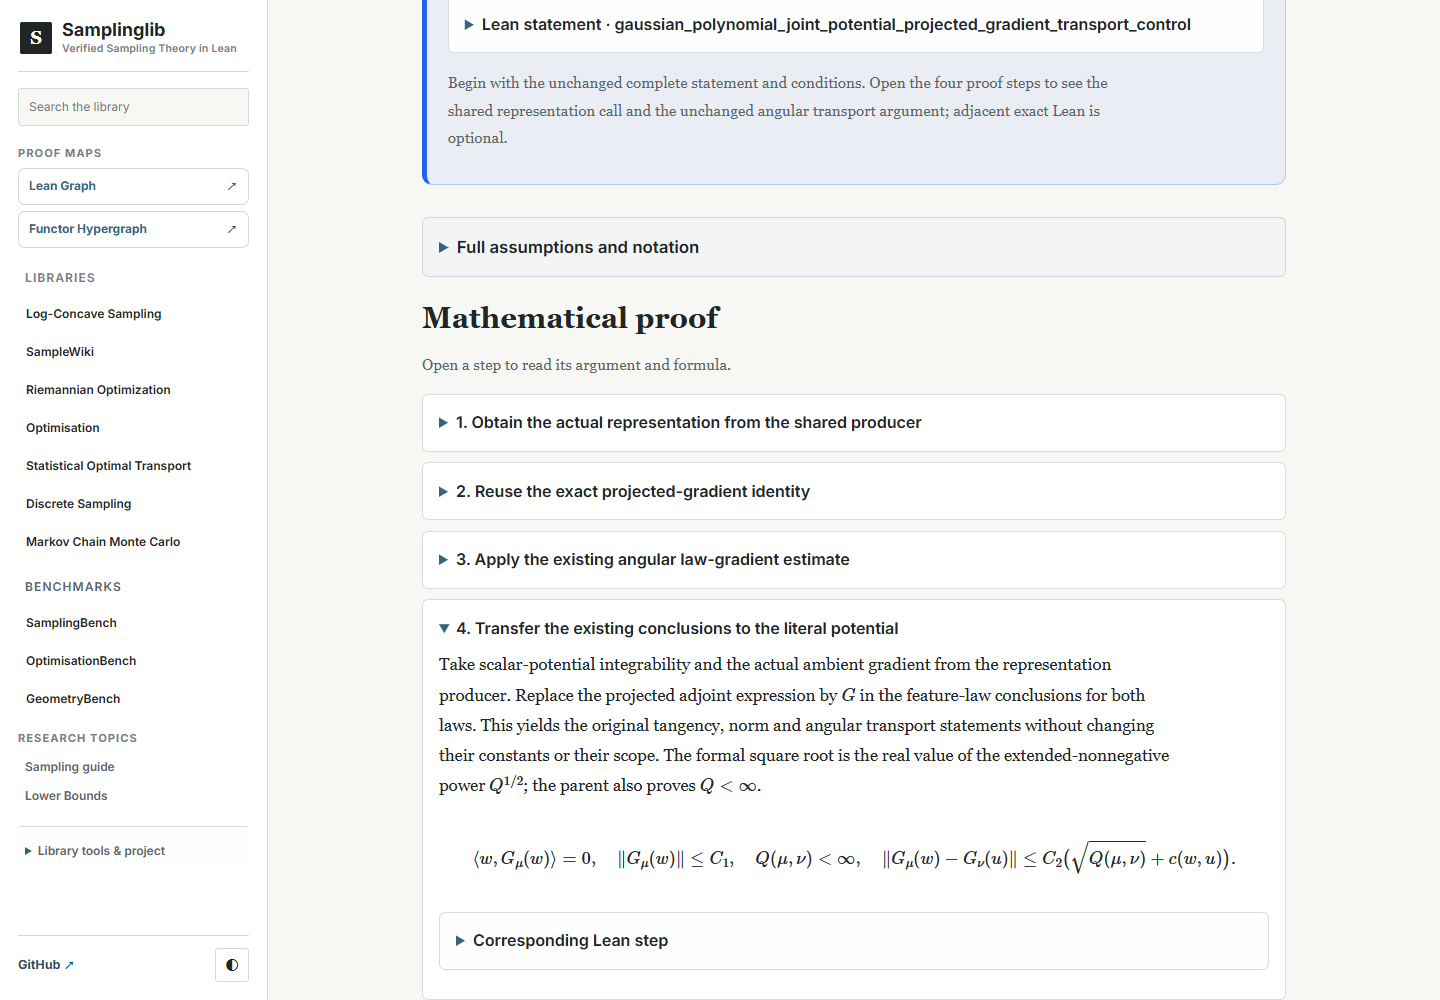 S
Samplinglib
Verified Sampling Theory in Lean
Search the library
PROOF MAPS
Lean Graph ↗
Functor Hypergraph ↗
LIBRARIES
Log-Concave Sampling
SampleWiki
Riemannian Optimization
Optimisation
Statistical Optimal Transport
Discrete Sampling
Markov Chain Monte Carlo
BENCHMARKS
SamplingBench
OptimisationBench
GeometryBench
RESEARCH TOPICS
Sampling guide
Lower Bounds
Library tools & project
GitHub ↗
Lean statement · gaussian_polynomial_joint_potential_projected_gradient_transport_control
Begin with the unchanged complete statement and conditions. Open the four proof steps to see the
shared representation call and the unchanged angular transport argument; adjacent exact Lean is
optional.
Full assumptions and notation
Mathematical proof
Open a step to read its argument and formula.
1. Obtain the actual representation from the shared producer
2. Reuse the exact projected-gradient identity
3. Apply the existing angular law-gradient estimate
4. Transfer the existing conclusions to the literal potential
Take scalar-potential integrability and the actual ambient gradient from the representation
producer. Replace the projected adjoint expression by G in the feature-law conclusions for both
laws. This yields the original tangency, norm and angular transport statements without changing
their constants or their scope. The formal square root is the real value of the extended-nonnegative
power Q^{1/2}; the parent also proves Q < ∞.
⟨w, G_μ(w)⟩ = 0, ‖G_μ(w)‖ ≤ C_1, Q(μ, ν) < ∞, ‖G_μ(w) − G_ν(u)‖ ≤ C_2(√Q(μ, ν) + c(w, u)).
Corresponding Lean step